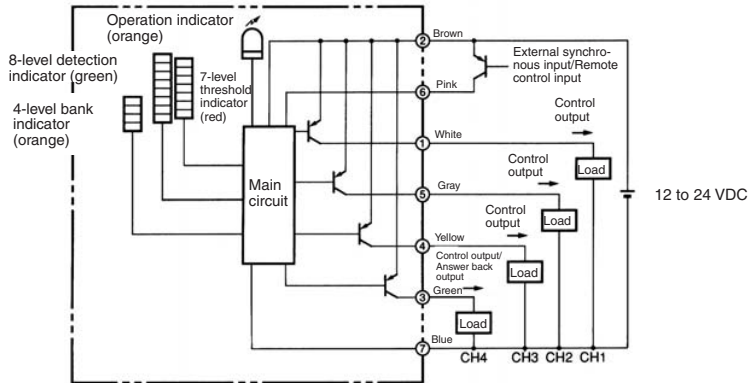 Operation indicator
(orange)
8-level detection
indicator (green)
7-level
threshold
indicator
(red)
4-level bank
indicator
(orange)
Main
circuit
2
Brown
External synchro-
nous input/Remote
control input
6
Pink
Control
output
1
White
Load
Control
output
5
Gray
Load
12 to 24 VDC
Control
output
4
Yellow
Load
Control output/
Answer back
output
3
Green
Load
7
Blue
CH4
CH3
CH2
CH1